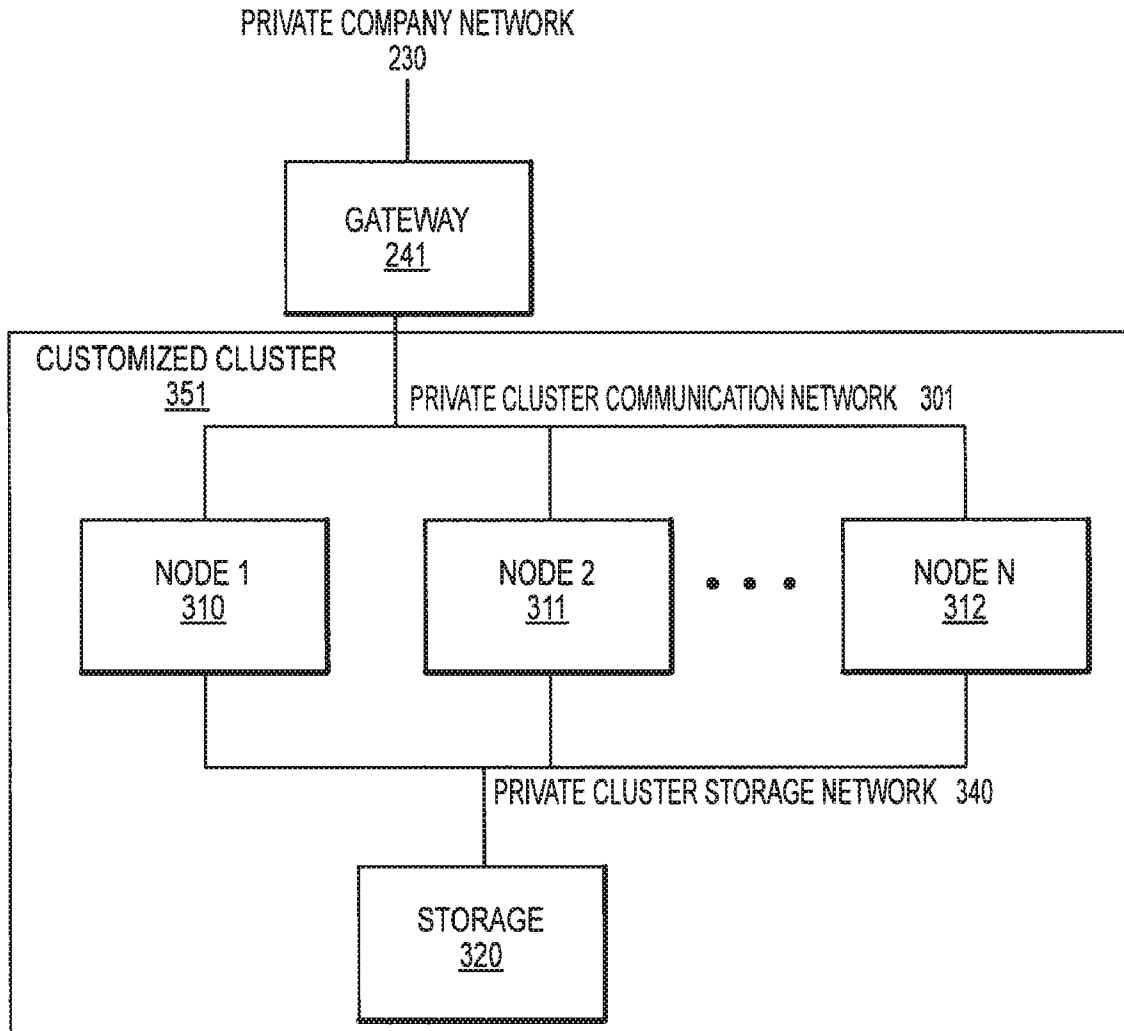 PRIVATE COMPANY NETWORK
230
GATEWAY
241
CUSTOMIZED CLUSTER
351
PRIVATE CLUSTER COMMUNICATION NETWORK 301
NODE 1
310
NODE 2
311
NODE N
312
PRIVATE CLUSTER STORAGE NETWORK 340
STORAGE
320